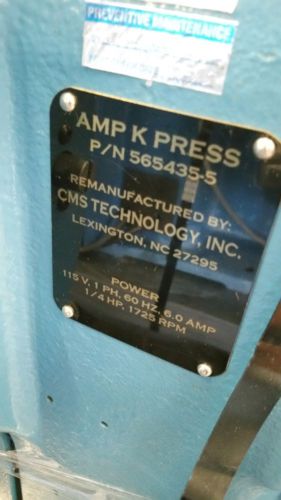 PREVENTIVE MAINTENANCE
AMP K PRESS
P/N 565435-5
REMANUFACTURED BY:
CMS TECHNOLOGY, INC.
LEXINGTON, NC 27295
POWER
115 V, 1 PH, 60 HZ, 6.0 AMP
1/4 HP, 1725 RPM